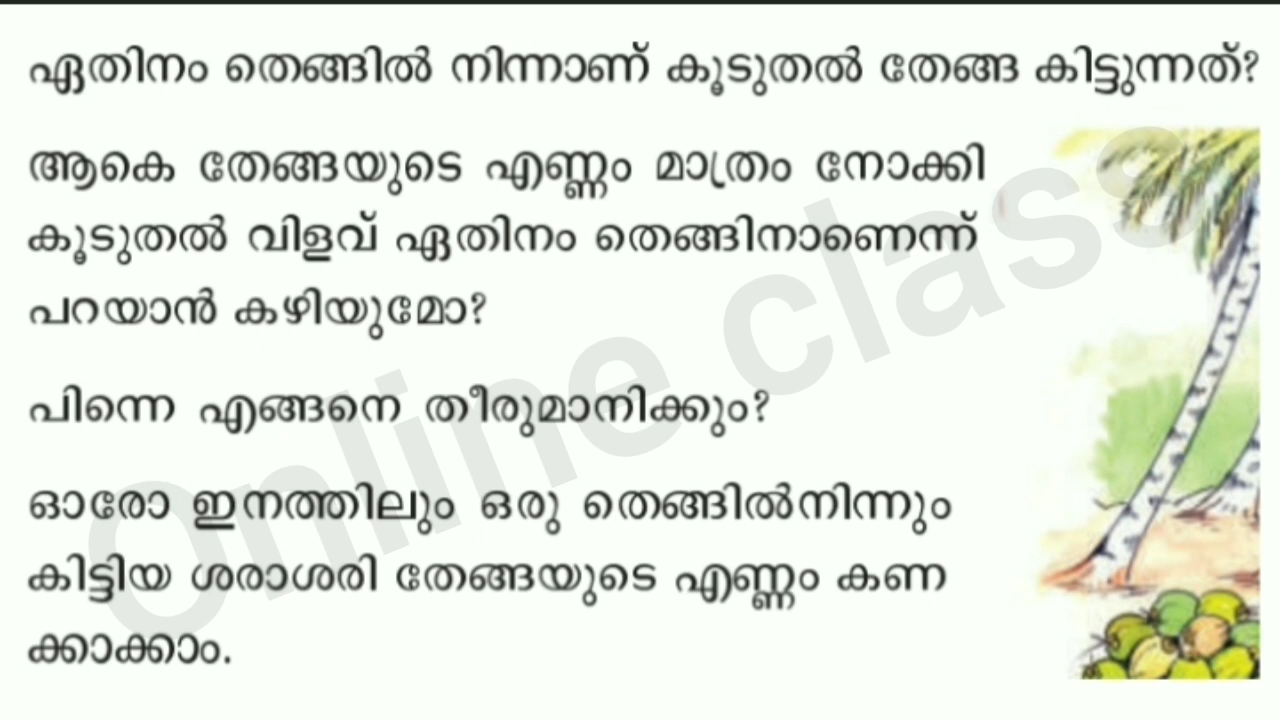 ഏതിനം തെങ്ങിൽ നിന്നാണ് കൂടുതൽ തേങ്ങ കിട്ടുന്നത്?
ആകെ തേങ്ങയുടെ എണ്ണം മാത്രം നോക്കി
കൂടുതൽ വിളവ് ഏതിനം തെങ്ങിനാണെന്ന്
പറയാൻ കഴിയുമോ?
പിന്നെ എങ്ങനെ തീരുമാനിക്കും?
ഓരോ ഇനത്തിലും ഒരു തെങ്ങിൽനിന്നും
കിട്ടിയ ശരാശരി തേങ്ങയുടെ എണ്ണം കണ
ക്കാക്കാം.
Online class